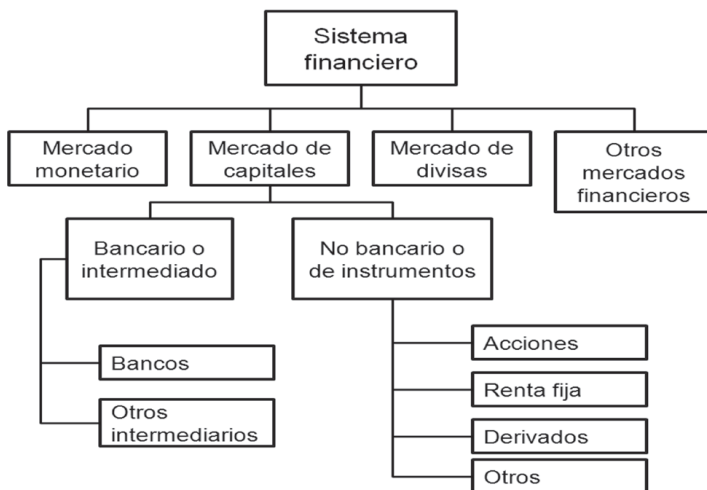 Sistema
financiero
Mercado
monetario
Mercado de
capitales
Mercado de
divisas
Otros
mercados
financieros
Bancario o
intermediado
No bancario o
de instrumentos
Bancos
Otros
intermediarios
Acciones
Renta fija
Derivados
Otros